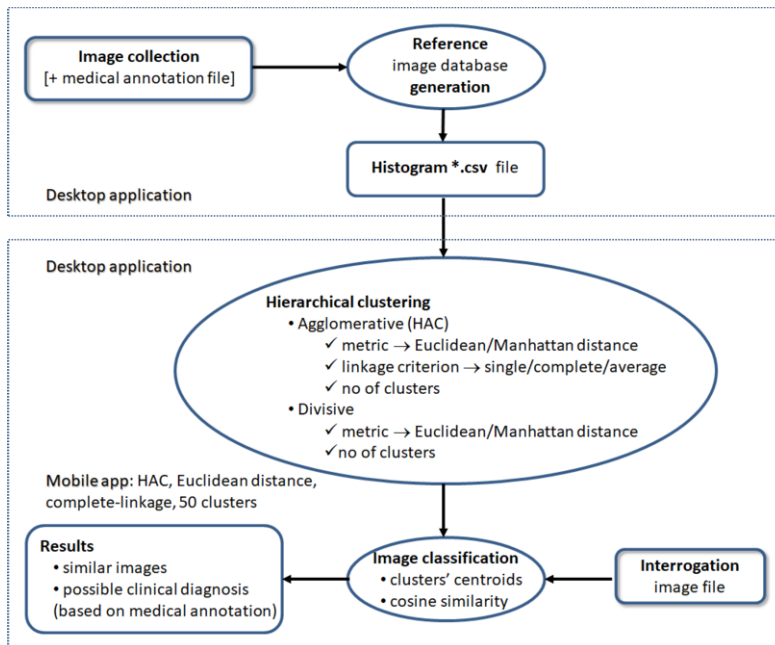 Image collection
[+ medical annotation file]
Reference
image database
generation
Histogram *.csv file
Desktop application
Desktop application
Hierarchical clustering
• Agglomerative (HAC)
✓ metric → Euclidean/Manhattan distance
✓ linkage criterion → single/complete/average
✓ no of clusters
• Divisive
✓ metric → Euclidean/Manhattan distance
✓no of clusters
Mobile app: HAC, Euclidean distance,
complete-linkage, 50 clusters
Results
• similar images
• possible clinical diagnosis
(based on medical annotation)
Image classification
• clusters’ centroids
• cosine similarity
Interrogation
image file